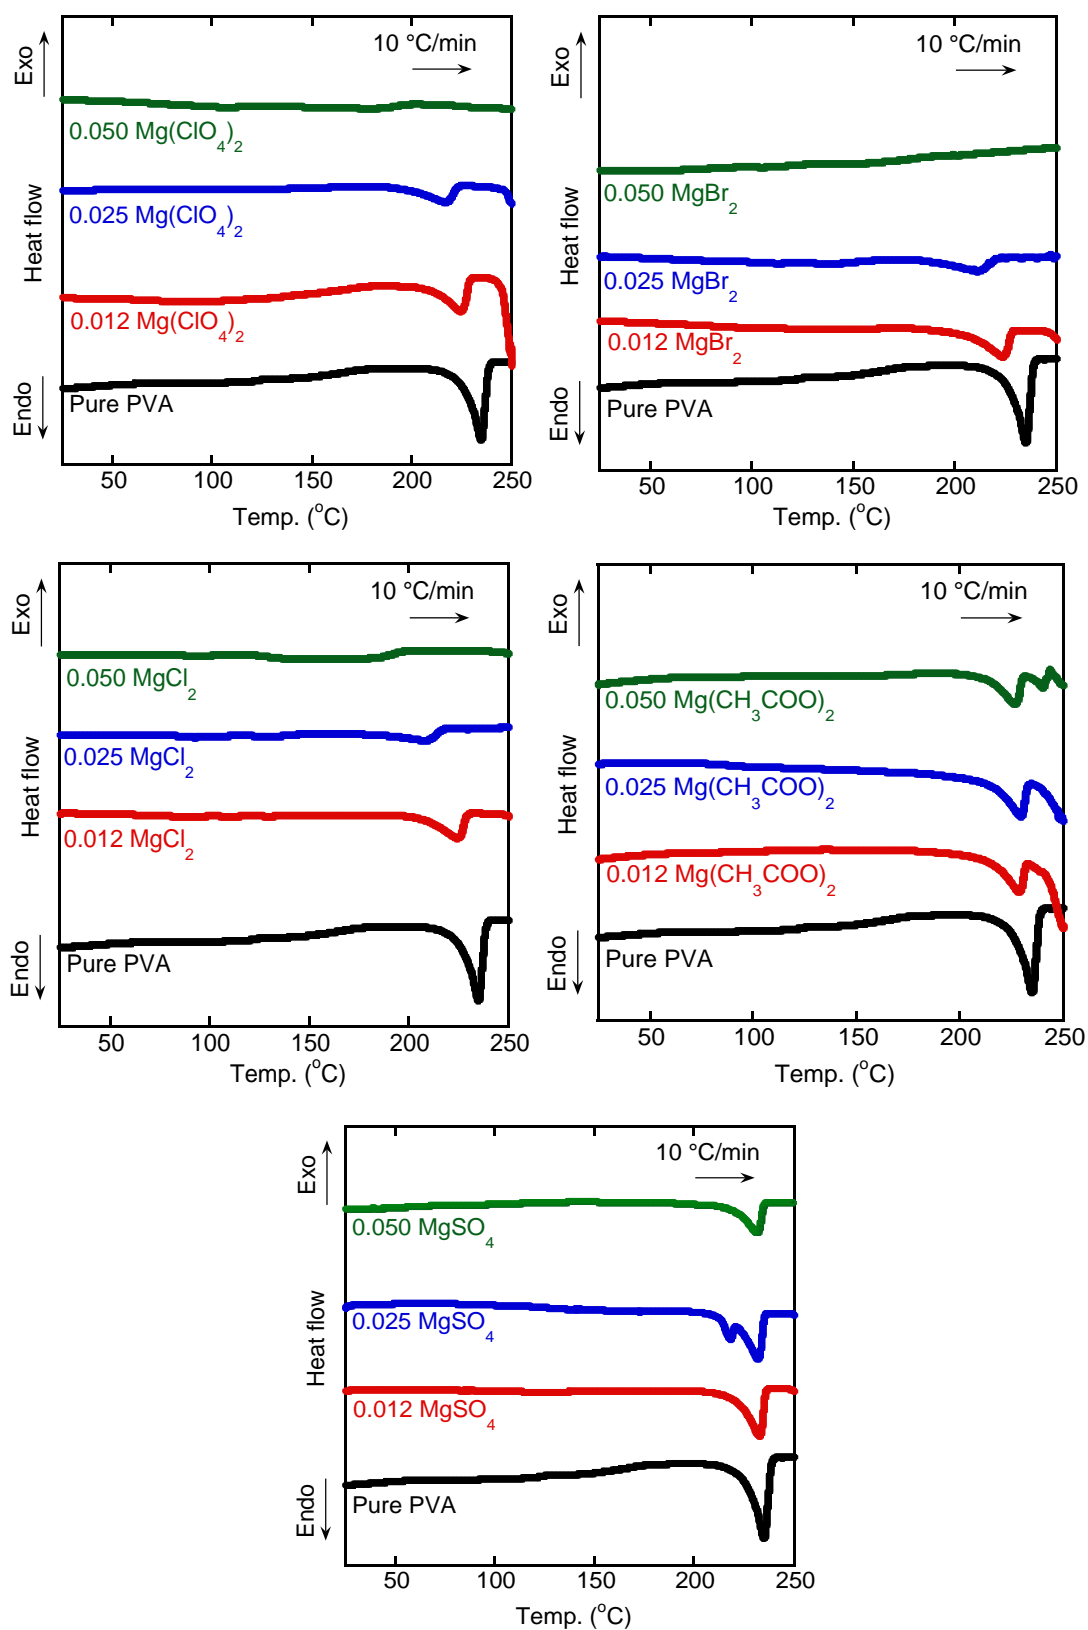 Exo
10 °C/min
0.050 Mg(ClO4)2
Heat flow
0.025 Mg(ClO4)2
0.012 Mg(ClO4)2
Endo
Pure PVA
50 100 150 200 250
Temp. (°C)
Exo
10 °C/min
0.050 MgBr2
Heat flow
0.025 MgBr2
0.012 MgBr2
Endo
Pure PVA
50 100 150 200 250
Temp. (°C)
Exo
10 °C/min
0.050 MgCl2
Heat flow
0.025 MgCl2
0.012 MgCl2
Endo
Pure PVA
50 100 150 200 250
Temp. (°C)
Exo
10 °C/min
0.050 Mg(CH3COO)2
Heat flow
0.025 Mg(CH3COO)2
0.012 Mg(CH3COO)2
Endo
Pure PVA
50 100 150 200 250
Temp. (°C)
Exo
10 °C/min
0.050 MgSO4
Heat flow
0.025 MgSO4
0.012 MgSO4
Endo
Pure PVA
50 100 150 200 250
Temp. (°C)